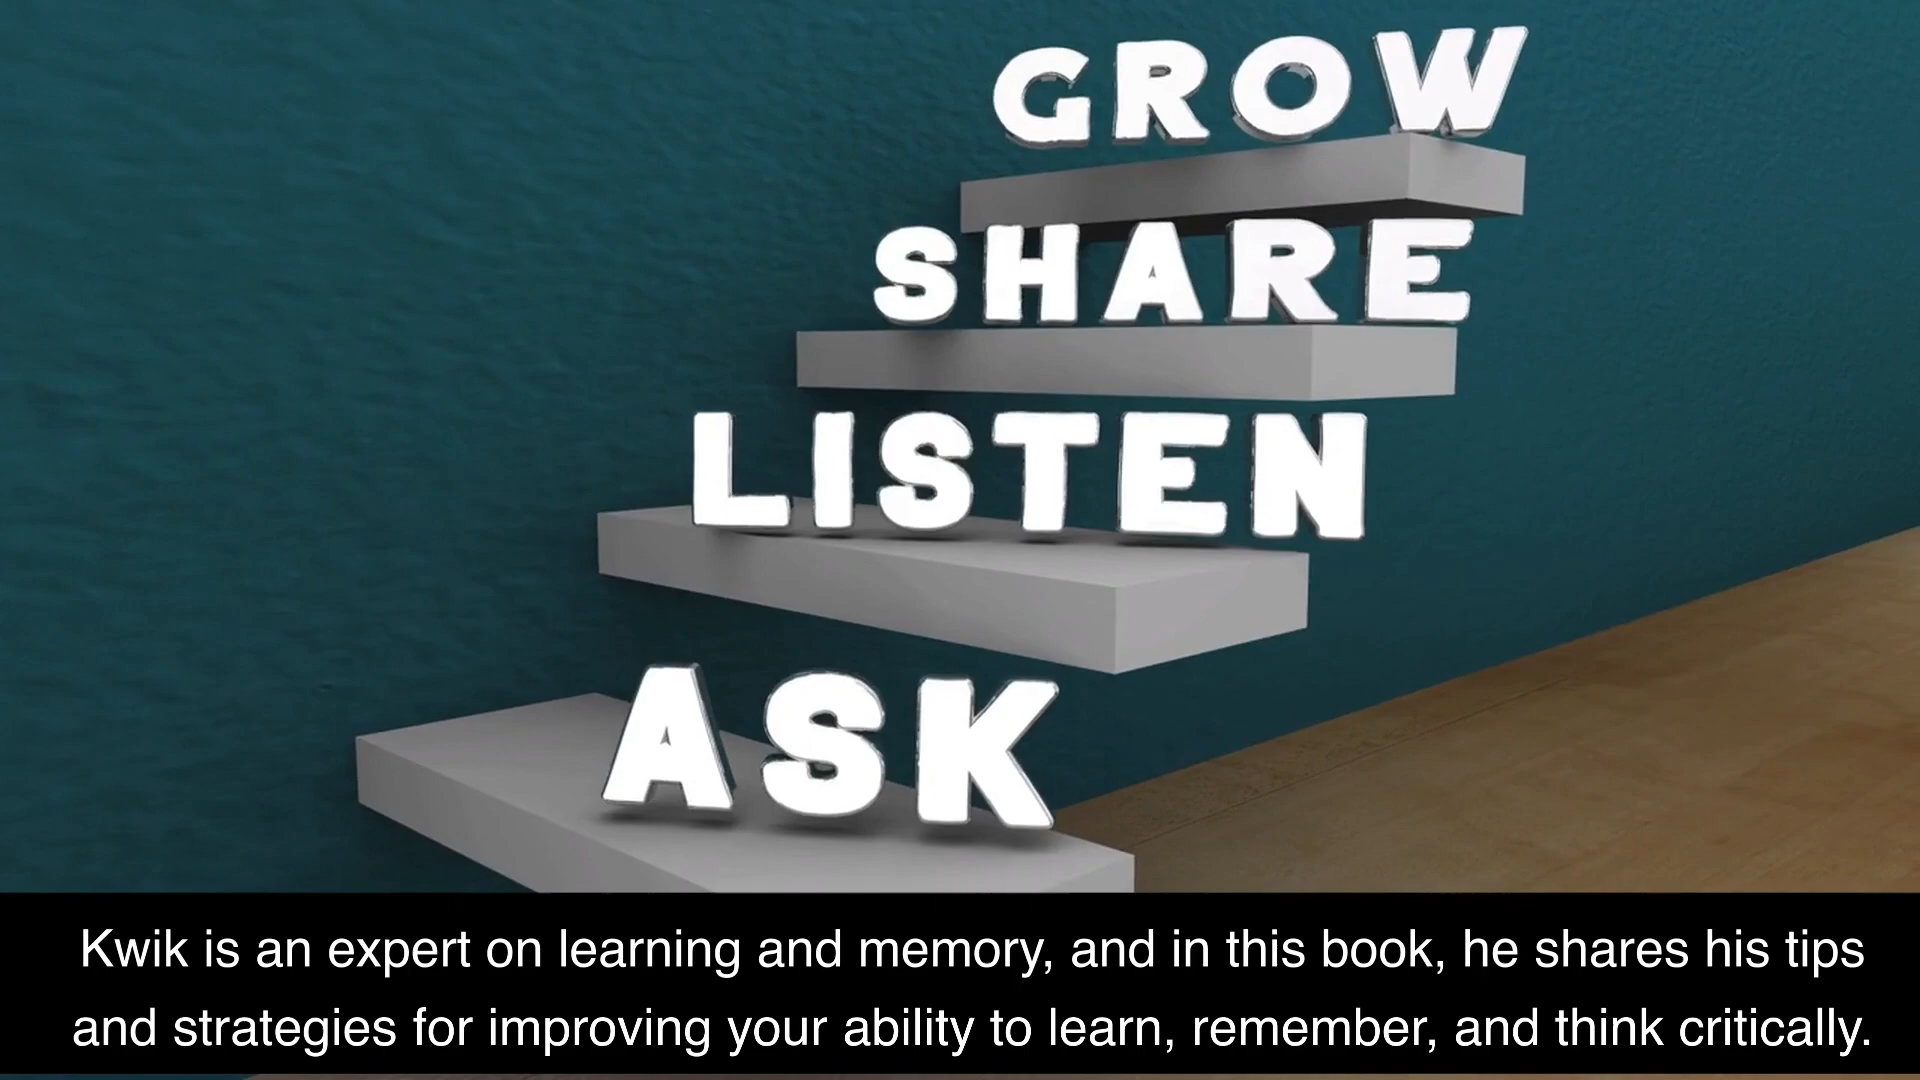 GROW
SHARE
LISTEN
ASK
Kwik is an expert on learning and memory, and in this book, he shares his tips
and strategies for improving your ability to learn, remember, and think critically.